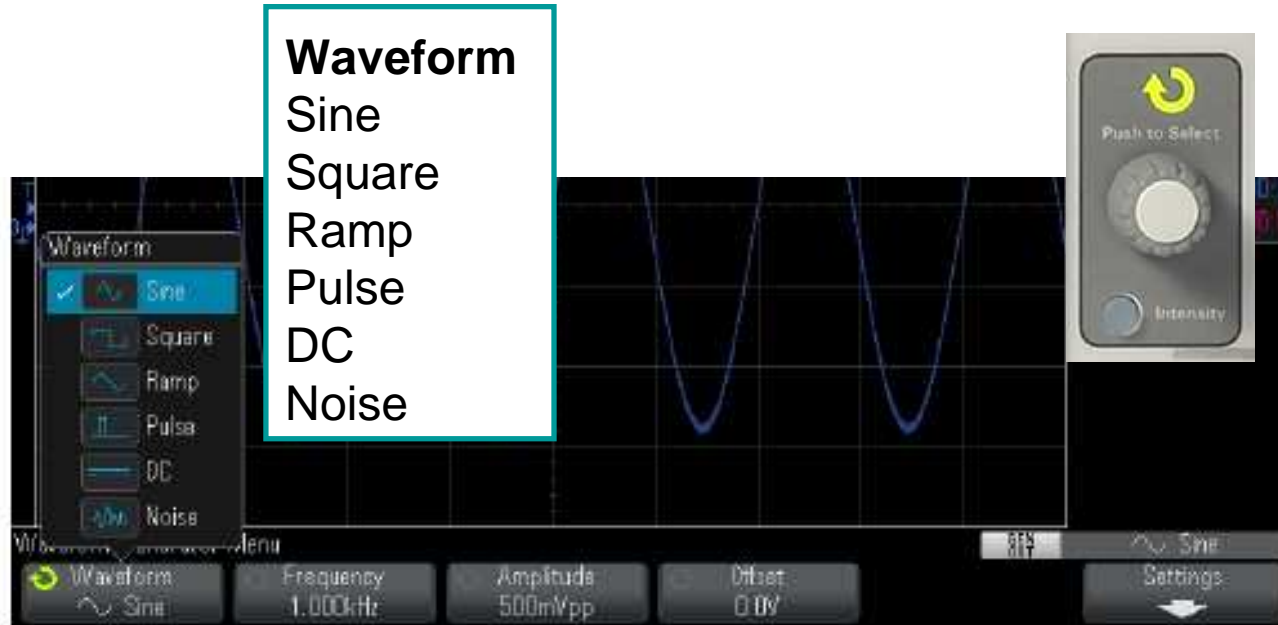 Waveform
Sine
Square
Ramp
Pulse
DC
Noise
Push to Select
Intensity
Waveform
Sine
Square
Ramp
Pulse
DC
Noise
Menu
Sine
Waveform
Sine
Frequency
1.000kHz
Amplitude
500mVpp
Offset
0.0V
Settings